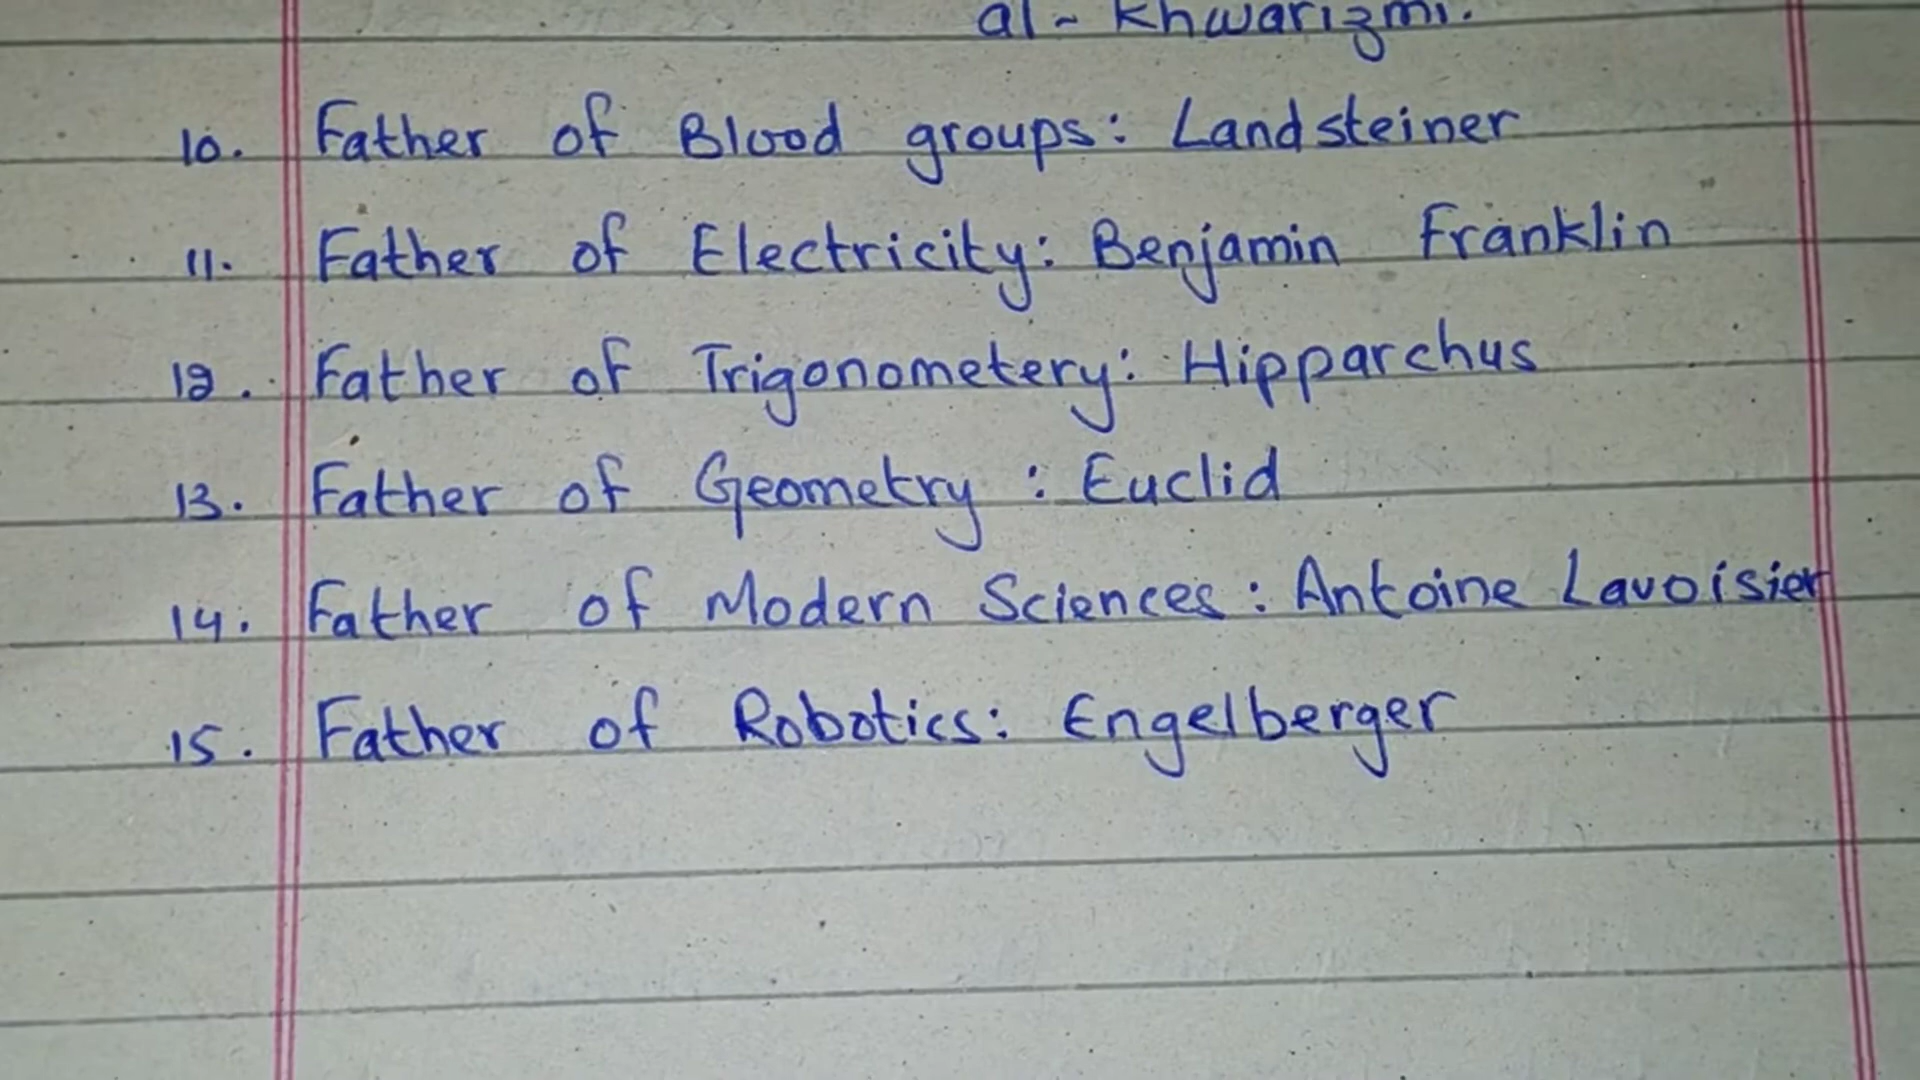 al-Khwarizmi.
10. Father of Blood groups: Landsteiner
11. Father of Electricity: Benjamin Franklin
12. Father of Trigonometery: Hipparchus
13. Father of Geometry : Euclid
14. Father of Modern Sciences: Antoine Lavoisier
15. Father of Robotics: Engelberger